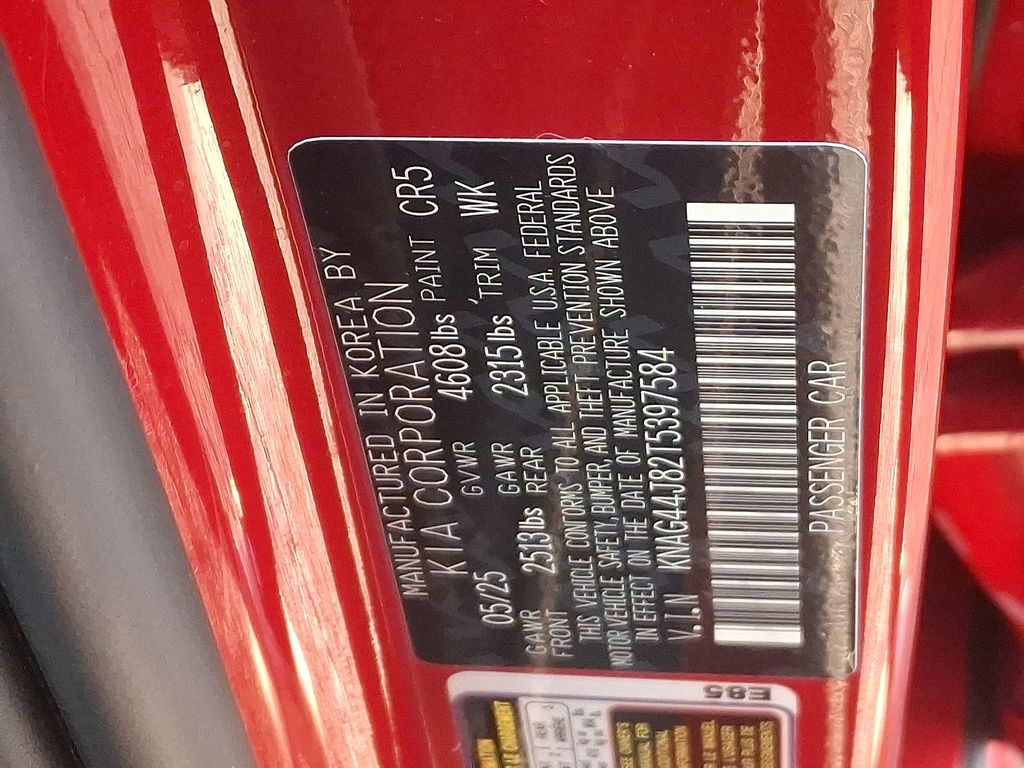 MANUFACTURED IN KOREA BY
KIA CORPORATION
05/25 GVWR 4608lbs PAINT CR5
GAWR FRONT 2513lbs GAWR REAR 2315lbs TRIM WK
THIS VEHICLE CONFORMS TO ALL APPLICABLE U.S.A. FEDERAL
MOTOR VEHICLE SAFETY, BUMPER, AND THEFT PREVENTION STANDARDS
IN EFFECT ON THE DATE OF MANUFACTURE SHOWN ABOVE
V.I.N KNAG44J82T5397584
PASSENGER CAR
E85